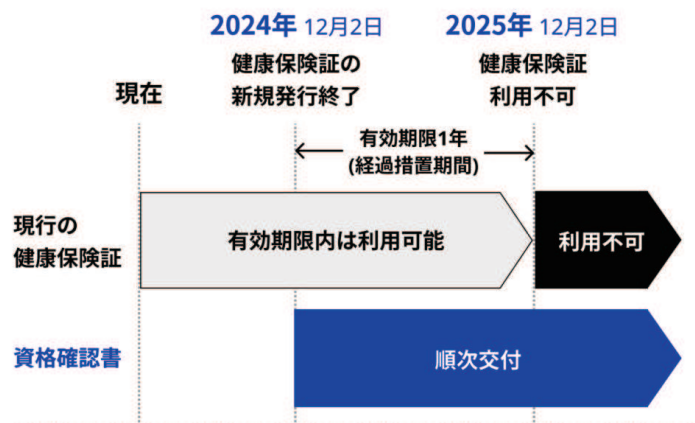 2024年 12月2日
健康保険証の
新規発行終了
2025年 12月2日
健康保険証
利用不可
現在
有効期限1年
(経過措置期間)
現行の
健康保険証
有効期限内は利用可能
利用不可
資格確認書
順次交付